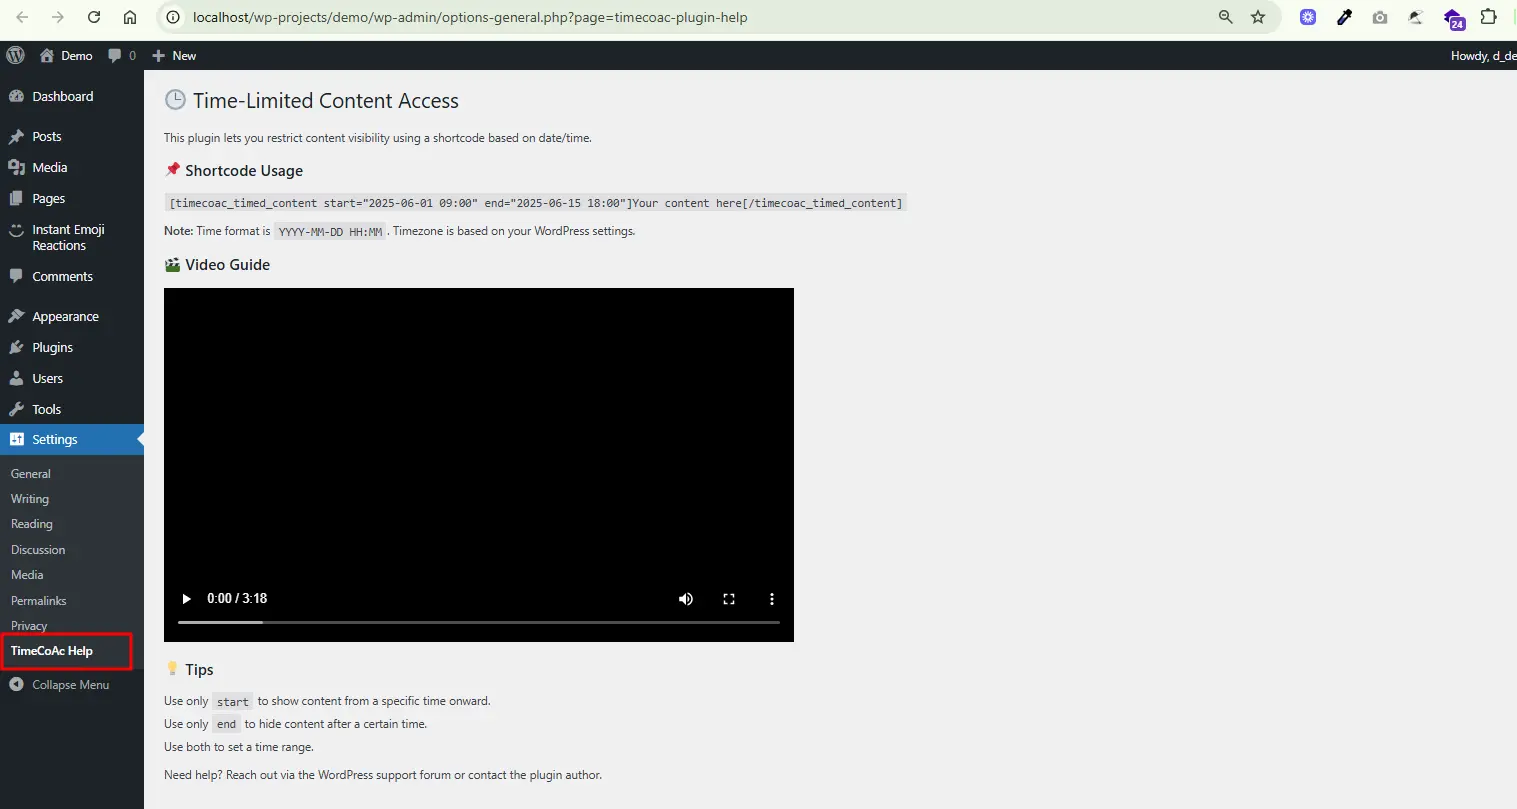 localhost/wp-projects/demo/wp-admin/options-general.php?page=timecoac-plugin-help
24
Demo
0
New
Howdy, d_de
Dashboard
Posts
Media
Pages
Instant Emoji
Reactions
Comments
Appearance
Plugins
Users
Tools
Settings
General
Writing
Reading
Discussion
Media
Permalinks
Privacy
TimeCoAc Help
Collapse Menu
Time-Limited Content Access
This plugin lets you restrict content visibility using a shortcode based on date/time.
Shortcode Usage
[timecoac_timed_content start="2025-06-01 09:00" end="2025-06-15 18:00"]Your content here[/timecoac_timed_content]
Note: Time format is YYYY-MM-DD HH:MM. Timezone is based on your WordPress settings.
Video Guide
0:00 / 3:18
Tips
Use only start to show content from a specific time onward.
Use only end to hide content after a certain time.
Use both to set a time range.
Need help? Reach out via the WordPress support forum or contact the plugin author.